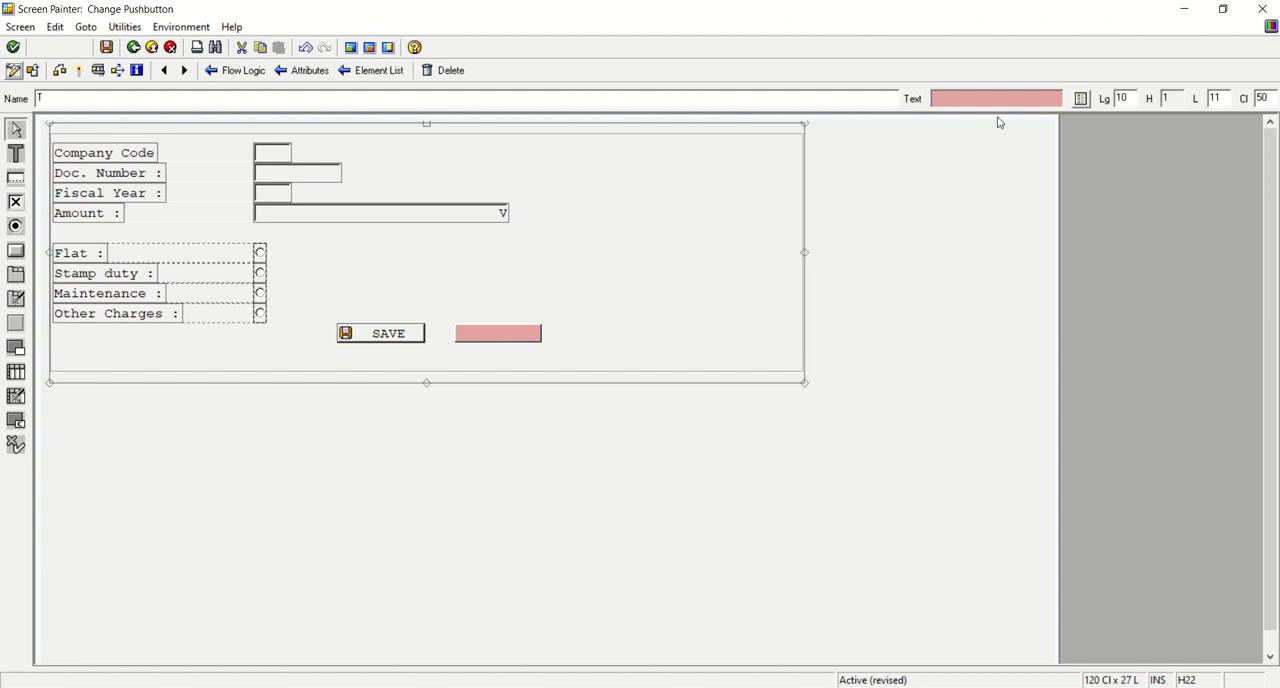 Screen Painter: Change Pushbutton
Screen Edit Goto Utilities Environment Help
Flow Logic Attributes Element List Delete
Name T Text Lg 10 H 1 L 11 Cl 50
Company Code
Doc. Number :
Fiscal Year :
Amount : V
Flat :
Stamp duty :
Maintenance :
Other Charges :
SAVE
Active (revised) 120 Cl x 27 L INS H22